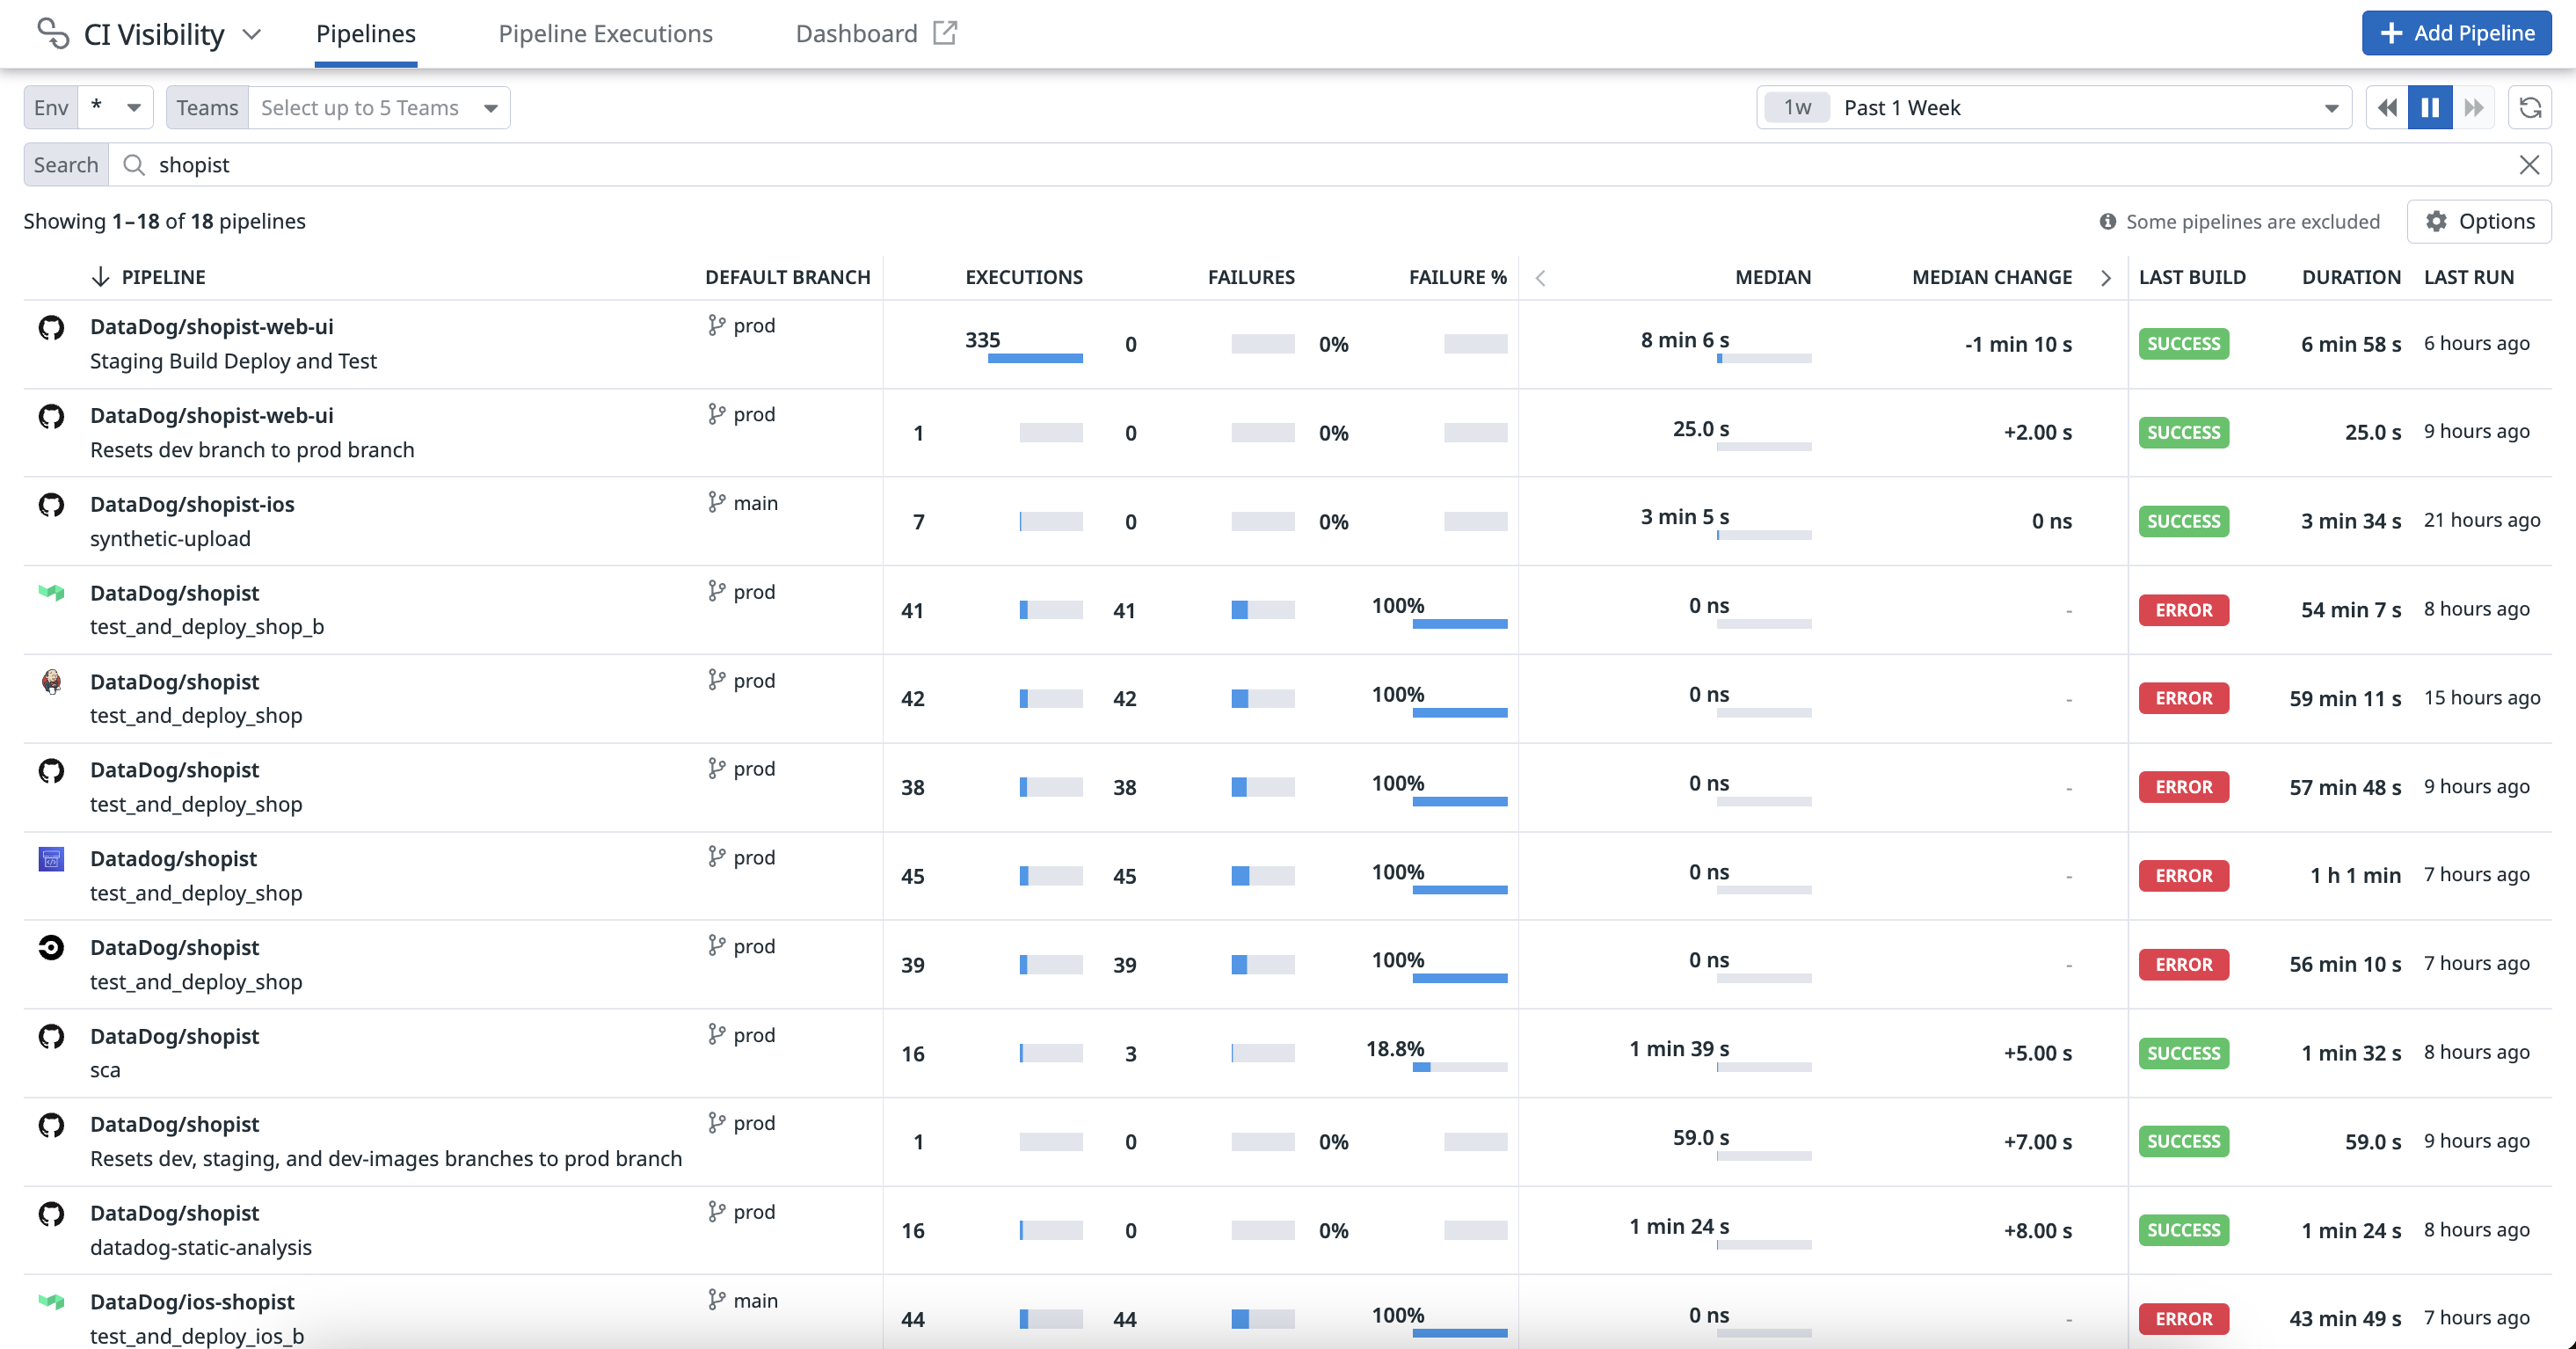 CI Visibility Pipelines Pipeline Executions Dashboard Add Pipeline
Env * Teams Select up to 5 Teams 1w Past 1 Week
Search shopist
Showing 1–18 of 18 pipelines Some pipelines are excluded Options
PIPELINE DEFAULT BRANCH EXECUTIONS FAILURES FAILURE % MEDIAN MEDIAN CHANGE LAST BUILD DURATION LAST RUN
DataDog/shopist-web-ui prod 335 0 0% 8 min 6 s -1 min 10 s SUCCESS 6 min 58 s 6 hours ago
Staging Build Deploy and Test
DataDog/shopist-web-ui prod 1 0 0% 25.0 s +2.00 s SUCCESS 25.0 s 9 hours ago
Resets dev branch to prod branch
DataDog/shopist-ios main 7 0 0% 3 min 5 s 0 ns SUCCESS 3 min 34 s 21 hours ago
synthetic-upload
DataDog/shopist prod 41 41 100% 0 ns - ERROR 54 min 7 s 8 hours ago
test_and_deploy_shop_b
DataDog/shopist prod 42 42 100% 0 ns - ERROR 59 min 11 s 15 hours ago
test_and_deploy_shop
DataDog/shopist prod 38 38 100% 0 ns - ERROR 57 min 48 s 9 hours ago
test_and_deploy_shop
Datadog/shopist prod 45 45 100% 0 ns - ERROR 1 h 1 min 7 hours ago
test_and_deploy_shop
DataDog/shopist prod 39 39 100% 0 ns - ERROR 56 min 10 s 7 hours ago
test_and_deploy_shop
DataDog/shopist prod 16 3 18.8% 1 min 39 s +5.00 s SUCCESS 1 min 32 s 8 hours ago
sca
DataDog/shopist prod 1 0 0% 59.0 s +7.00 s SUCCESS 59.0 s 9 hours ago
Resets dev, staging, and dev-images branches to prod branch
DataDog/shopist prod 16 0 0% 1 min 24 s +8.00 s SUCCESS 1 min 24 s 8 hours ago
datadog-static-analysis
DataDog/ios-shopist main 44 44 100% 0 ns - ERROR 43 min 49 s 7 hours ago
test_and_deploy_ios_b